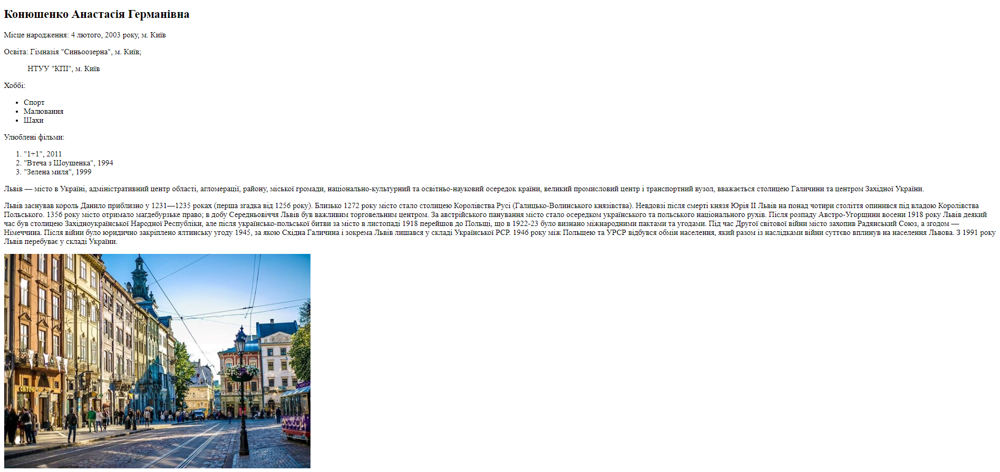 Конюшенко Анастасія Германівна
Місце народження: 4 лютого, 2003 року, м. Київ
Освіта: Гімназія "Синьоозерна", м. Київ;
НТУУ "КПІ", м. Київ
Хоббі:
• Спорт
• Малювання
• Шахи
Улюблені фільми:
1. "1+1", 2011
2. "Втеча з Шоушенка", 1994
3. "Зелена миля", 1999
Львів — місто в Україні, адміністративний центр області, агломерації, району, міської громади, національно-культурний та освітньо-науковий осередок країни, великий промисловий центр і транспортний вузол, вважається столицею Галичини та центром Західної України.
Львів заснував король Данило приблизно у 1231—1235 роках (перша згадка від 1256 року). Близько 1272 року місто стало столицею Королівства Русі (Галицько-Волинського князівства). Невдовзі після смерті князя Юрія II Львів на понад чотири століття опинився під владою Королівства
Польського. 1356 року місто отримало магдебурзьке право; в добу Середньовіччя Львів був важливим торговельним центром. За австрійського панування місто стало осередком українського та польського національного рухів. Після розпаду Австро-Угорщини восени 1918 року Львів деякий
час був столицею Західноукраїнської Народної Республіки, але після українсько-польської битви за місто в листопаді 1918 перейшов до Польщі, що в 1922-23 було визнано міжнародними пактами та угодами. Під час Другої світової війни місто захопив Радянський Союз, а згодом —
Німеччина. Після війни було юридично закріплено ялтинську угоду 1945, за якою Східна Галичина і зокрема Львів лишався у складі Української РСР. 1946 року між Польщею та УРСР відбувся обмін населення, який разом із наслідками війни суттєво вплинув на населення Львова. З 1991 року
Львів перебуває у складі України.